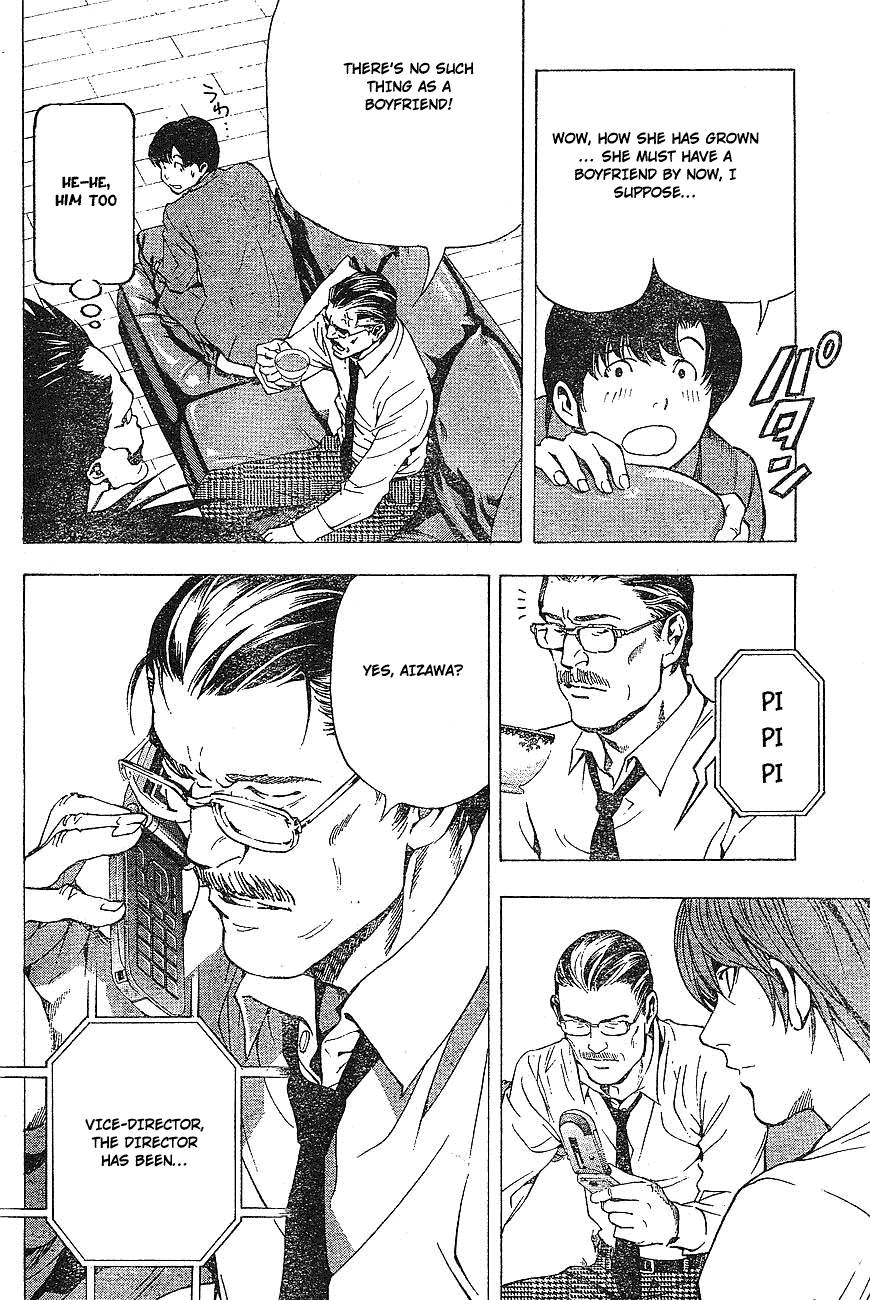 WOW, HOW SHE HAS GROWN
... SHE MUST HAVE A
BOYFRIEND BY NOW, I
SUPPOSE...
パタン
THERE'S NO SUCH
THING AS A
BOYFRIEND!
HE-HE,
HIM TOO
PI
PI
PI
YES, AIZAWA?
VICE-DIRECTOR,
THE DIRECTOR
HAS BEEN...